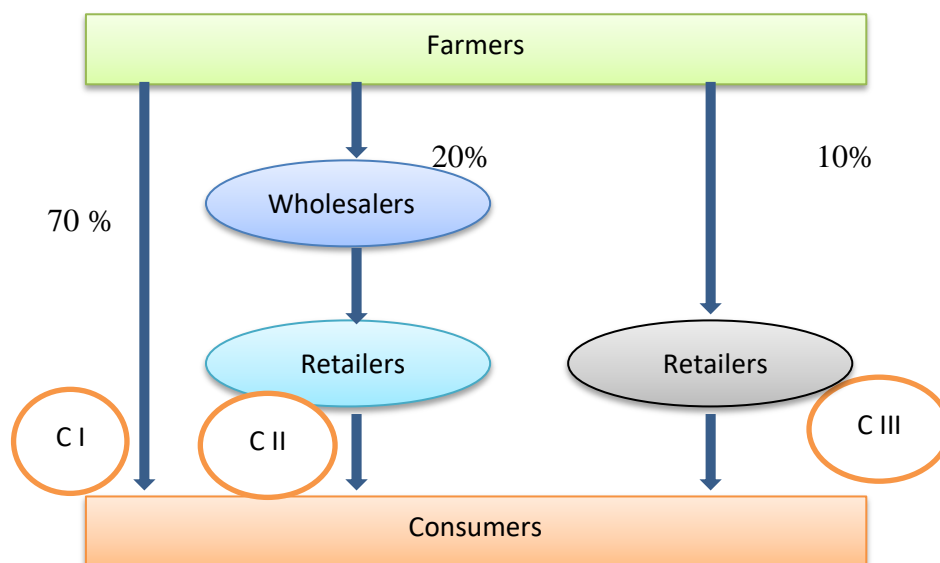 Farmers
20%
10%
Wholesalers
70 %
Retailers
Retailers
C I
C II
C III
Consumers